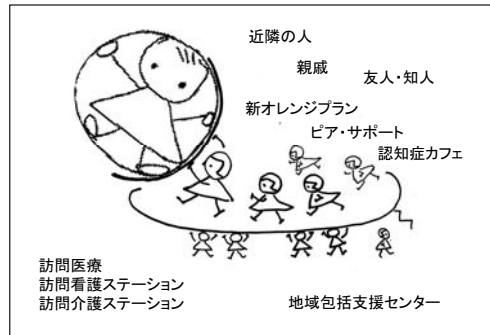 近隣の人
親戚
友人・知人
新オレンジプラン
ピア・サポート
認知症カフェ
訪問医療
訪問看護ステーション
訪問介護ステーション
地域包括支援センター